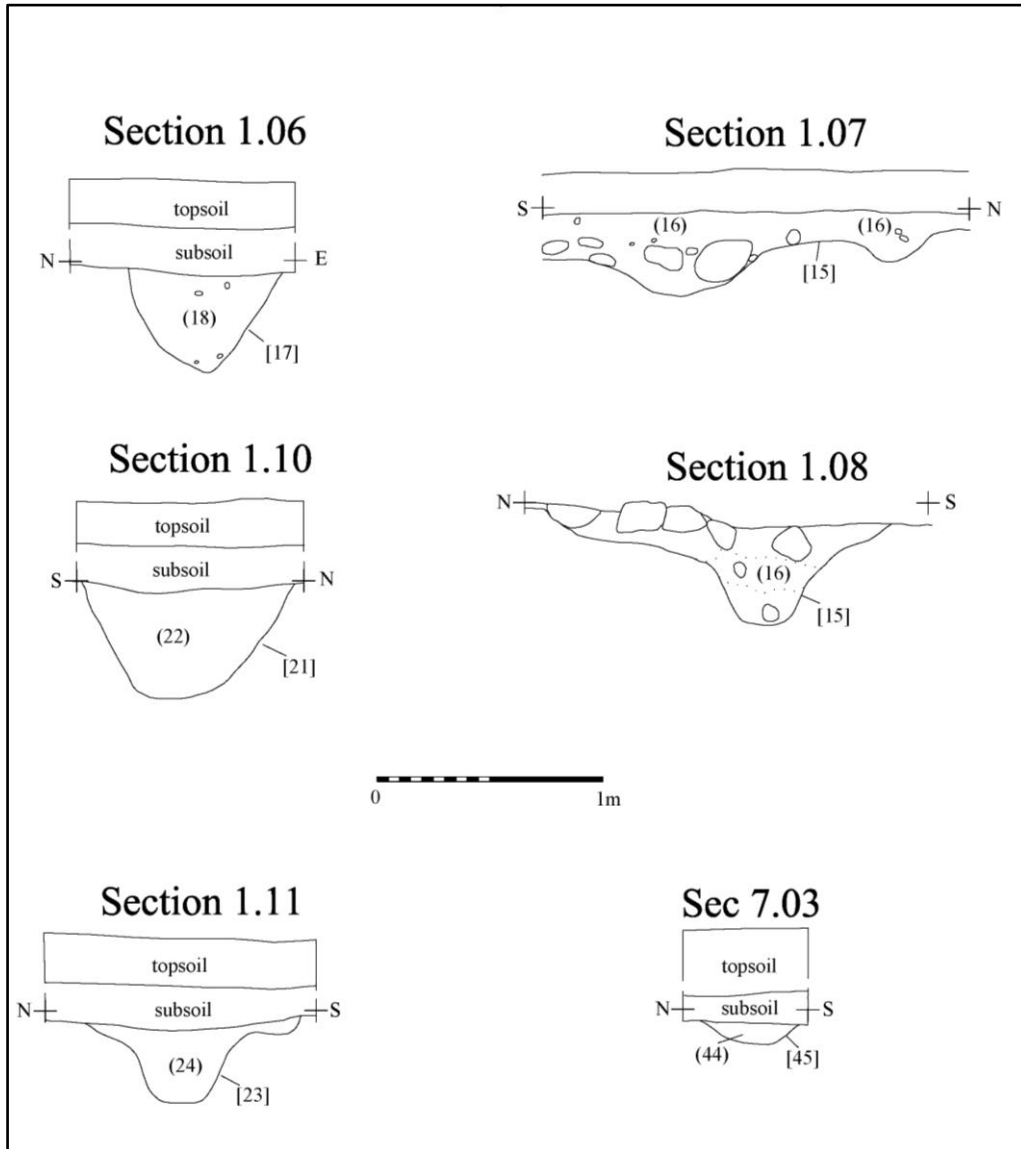 Section 1.06
topsoil
N
subsoil
E
(18)
[17]
Section 1.07
S
(16)
(16)
N
[15]
Section 1.10
topsoil
subsoil
S
N
(22)
[21]
Section 1.08
N
S
(16)
[15]
0
1m
Section 1.11
topsoil
N
subsoil
S
(24)
[23]
Sec 7.03
topsoil
N
subsoil
S
(44)
[45]